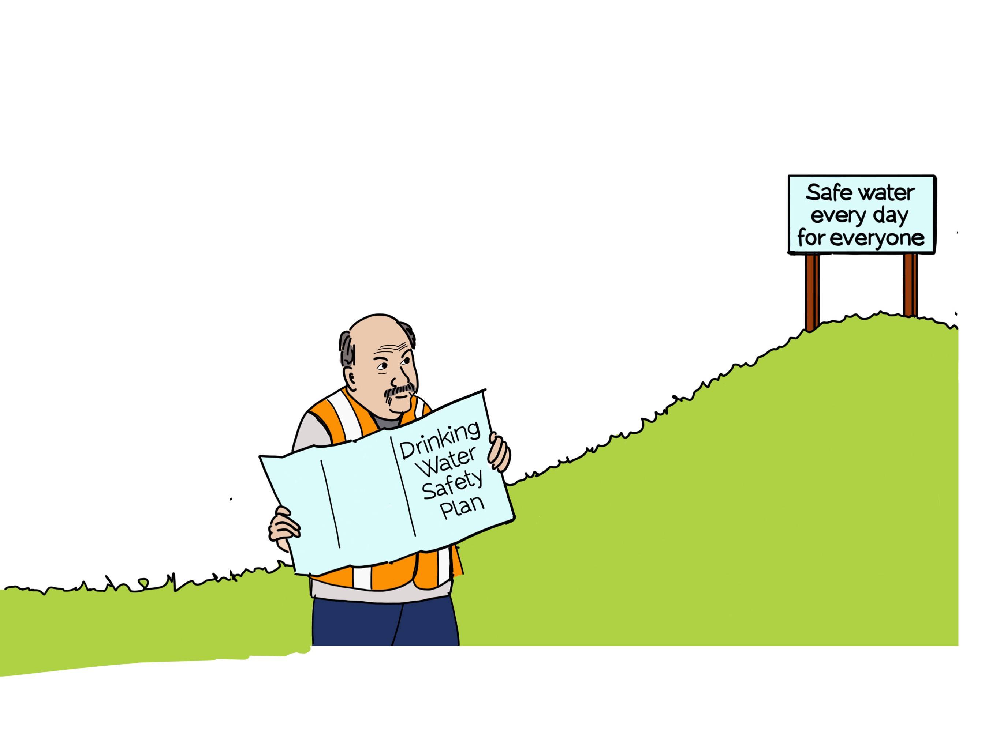 Safe water
every day
for everyone
Drinking
Water
Safety
Plan